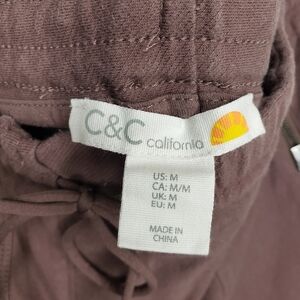 C&C california
US: M
CA: M/M
UK: M
EU: M
MADE IN
CHINA